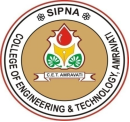 SIPNA
COLLEGE OF ENGINEERING & TECHNOLOGY, AMRAVATI
C.E.T. AMRAVATI